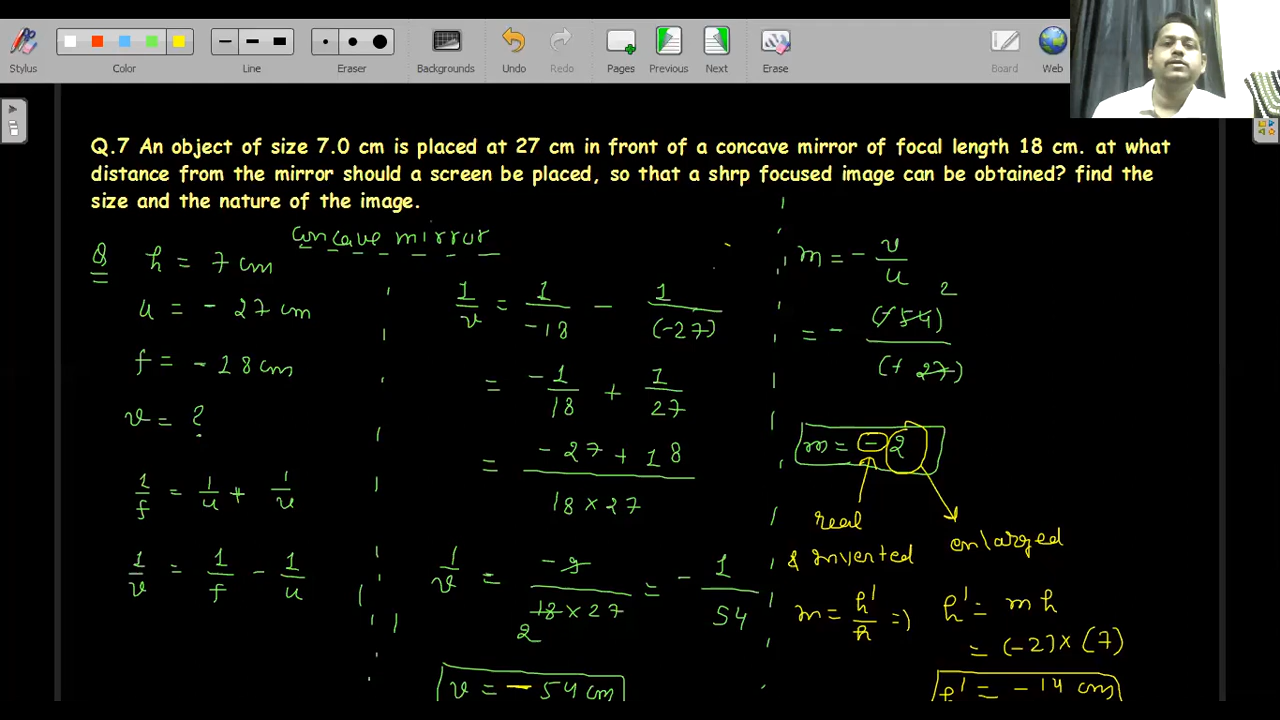 Stylus
Color
Line
Eraser
Backgrounds
Undo
Redo
Pages
Previous
Next
Erase
Board
Web
Q.7 An object of size 7.0 cm is placed at 27 cm in front of a concave mirror of focal length 18 cm. at what
distance from the mirror should a screen be placed, so that a shrp focused image can be obtained? find the
size and the nature of the image.
concave mirror
h = 7 cm
u = - 27 cm
f = - 18 cm
v = ?
1/f = 1/u + 1/v
1/v = 1/f - 1/u
1/v = 1/-18 - 1/(-27)
= -1/18 + 1/27
= -27 + 18 / 18 × 27
1/v = -9 / 18 × 27 = - 1/54
2
v = - 54 cm
m = - v/u
2
= - (-54) / (+ 27)
m = - 2
real
& inverted
enlarged
m = h'/h => h' = m h
= (-2) × (7)
h' = - 14 cm